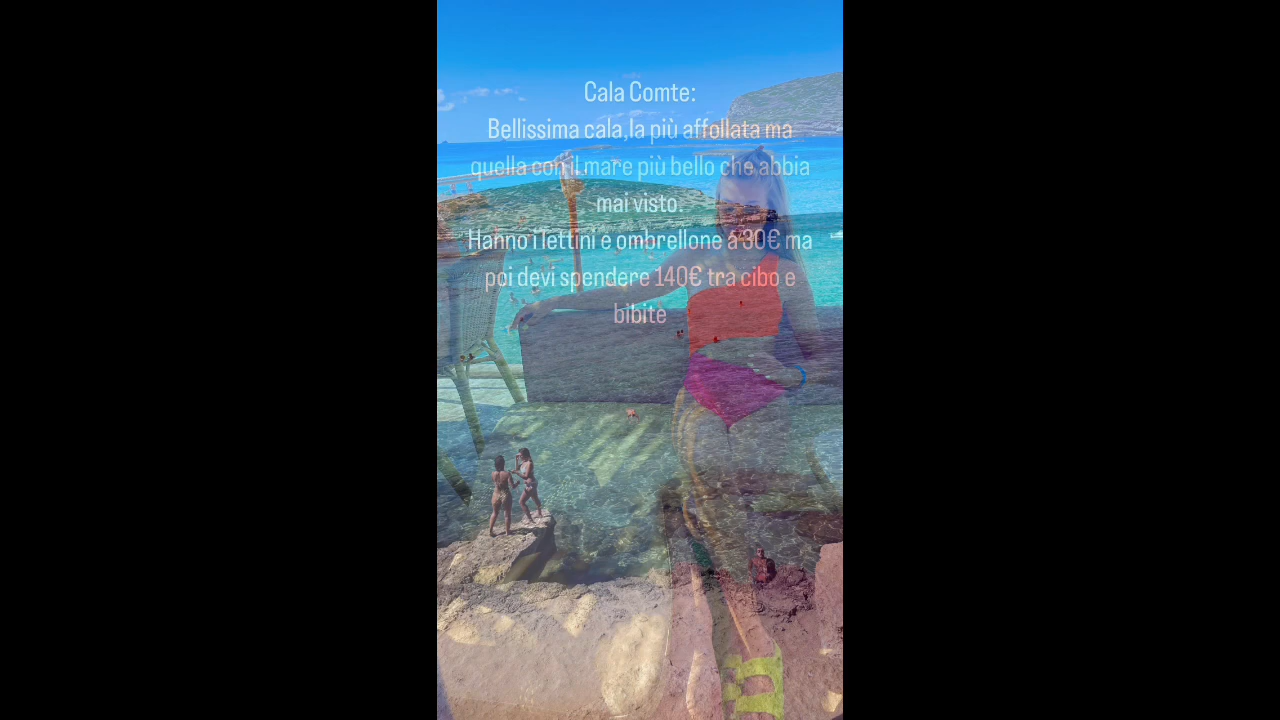 Cala Comte:
Bellissima cala,la più affollata ma
quella con il mare più bello che abbia
mai visto.
Hanno i lettini e ombrellone a 30€ ma
poi devi spendere 140€ tra cibo e
bibite